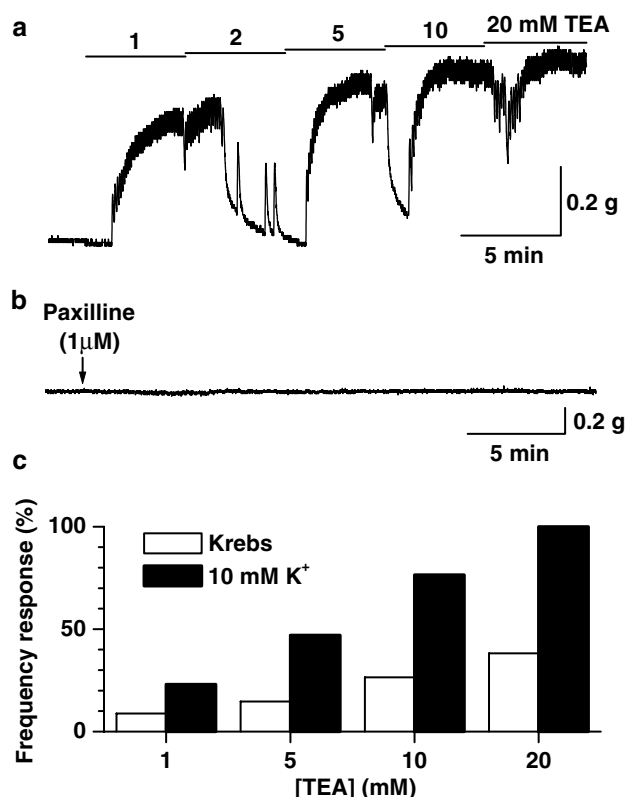 a
1 2 5 10 20 mM TEA
0.2 g
5 min
b
Paxilline
(1μM)
0.2 g
5 min
c
Frequency response (%)
100
50
0
Krebs
10 mM K⁺
1 5 10 20
[TEA] (mM)